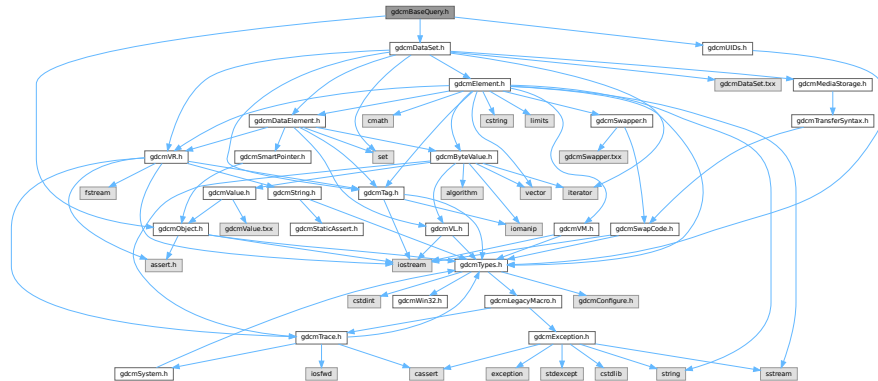 gdcmBaseQuery.h
gdcmDataSet.h
gdcmUIDs.h
gdcmElement.h
gdcmDataSet.txx
gdcmMediaStorage.h
gdcmDataElement.h
cmath
cstring
limits
gdcmSwapper.h
gdcmTransferSyntax.h
gdcmVR.h
gdcmSmartPointer.h
set
gdcmByteValue.h
gdcmSwapper.txx
fstream
gdcmValue.h
gdcmString.h
gdcmTag.h
algorithm
vector
iterator
gdcmObject.h
gdcmValue.txx
gdcmStaticAssert.h
gdcmVL.h
iomanip
gdcmVM.h
gdcmSwapCode.h
assert.h
iostream
gdcmTypes.h
cstdint
gdcmWin32.h
gdcmLegacyMacro.h
gdcmConfigure.h
gdcmTrace.h
gdcmException.h
gdcmSystem.h
iosfwd
cassert
exception
stdexcept
cstdlib
string
sstream